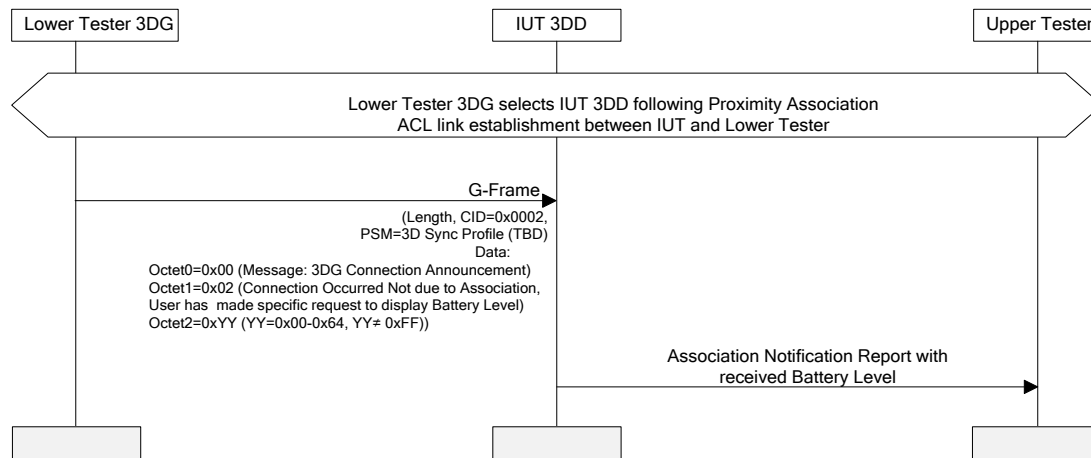 Lower Tester 3DG
IUT 3DD
Upper Tester
Lower Tester 3DG selects IUT 3DD following Proximity Association
ACL link establishment between IUT and Lower Tester
G-Frame
(Length, CID=0x0002,
PSM=3D Sync Profile (TBD)
Data:
Octet0=0x00 (Message: 3DG Connection Announcement)
Octet1=0x02 (Connection Occurred Not due to Association,
User has made specific request to display Battery Level)
Octet2=0xYY (YY=0x00-0x64, YY≠ 0xFF))
Association Notification Report with
received Battery Level